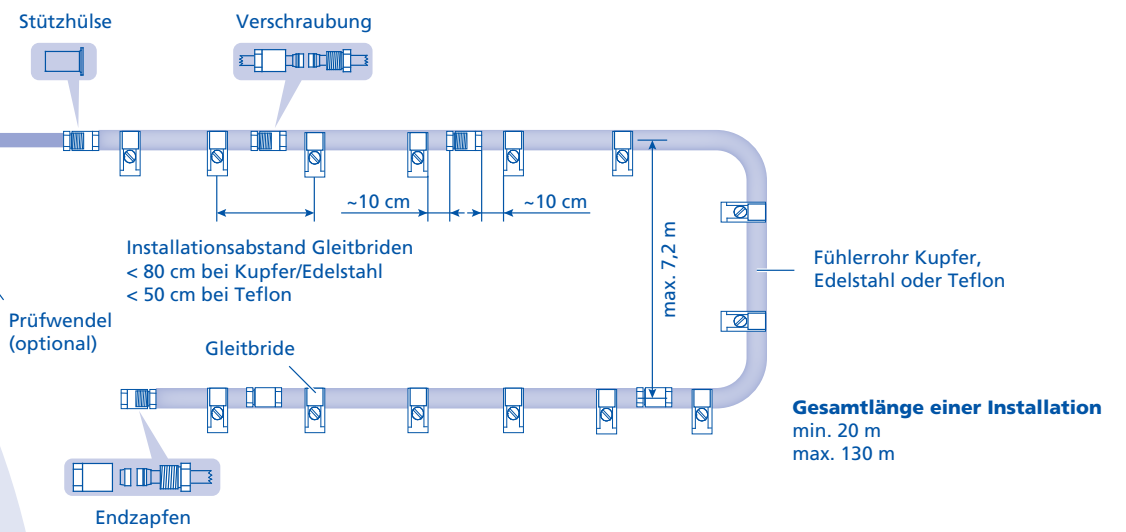 Stützhülse
Verschraubung
~10 cm
~10 cm
Installationsabstand Gleitbriden
< 80 cm bei Kupfer/Edelstahl
< 50 cm bei Teflon
max. 7,2 m
Fühlerrohr Kupfer,
Edelstahl oder Teflon
Prüfwendel
(optional)
Gleitbride
Gesamtlänge einer Installation
min. 20 m
max. 130 m
Endzapfen